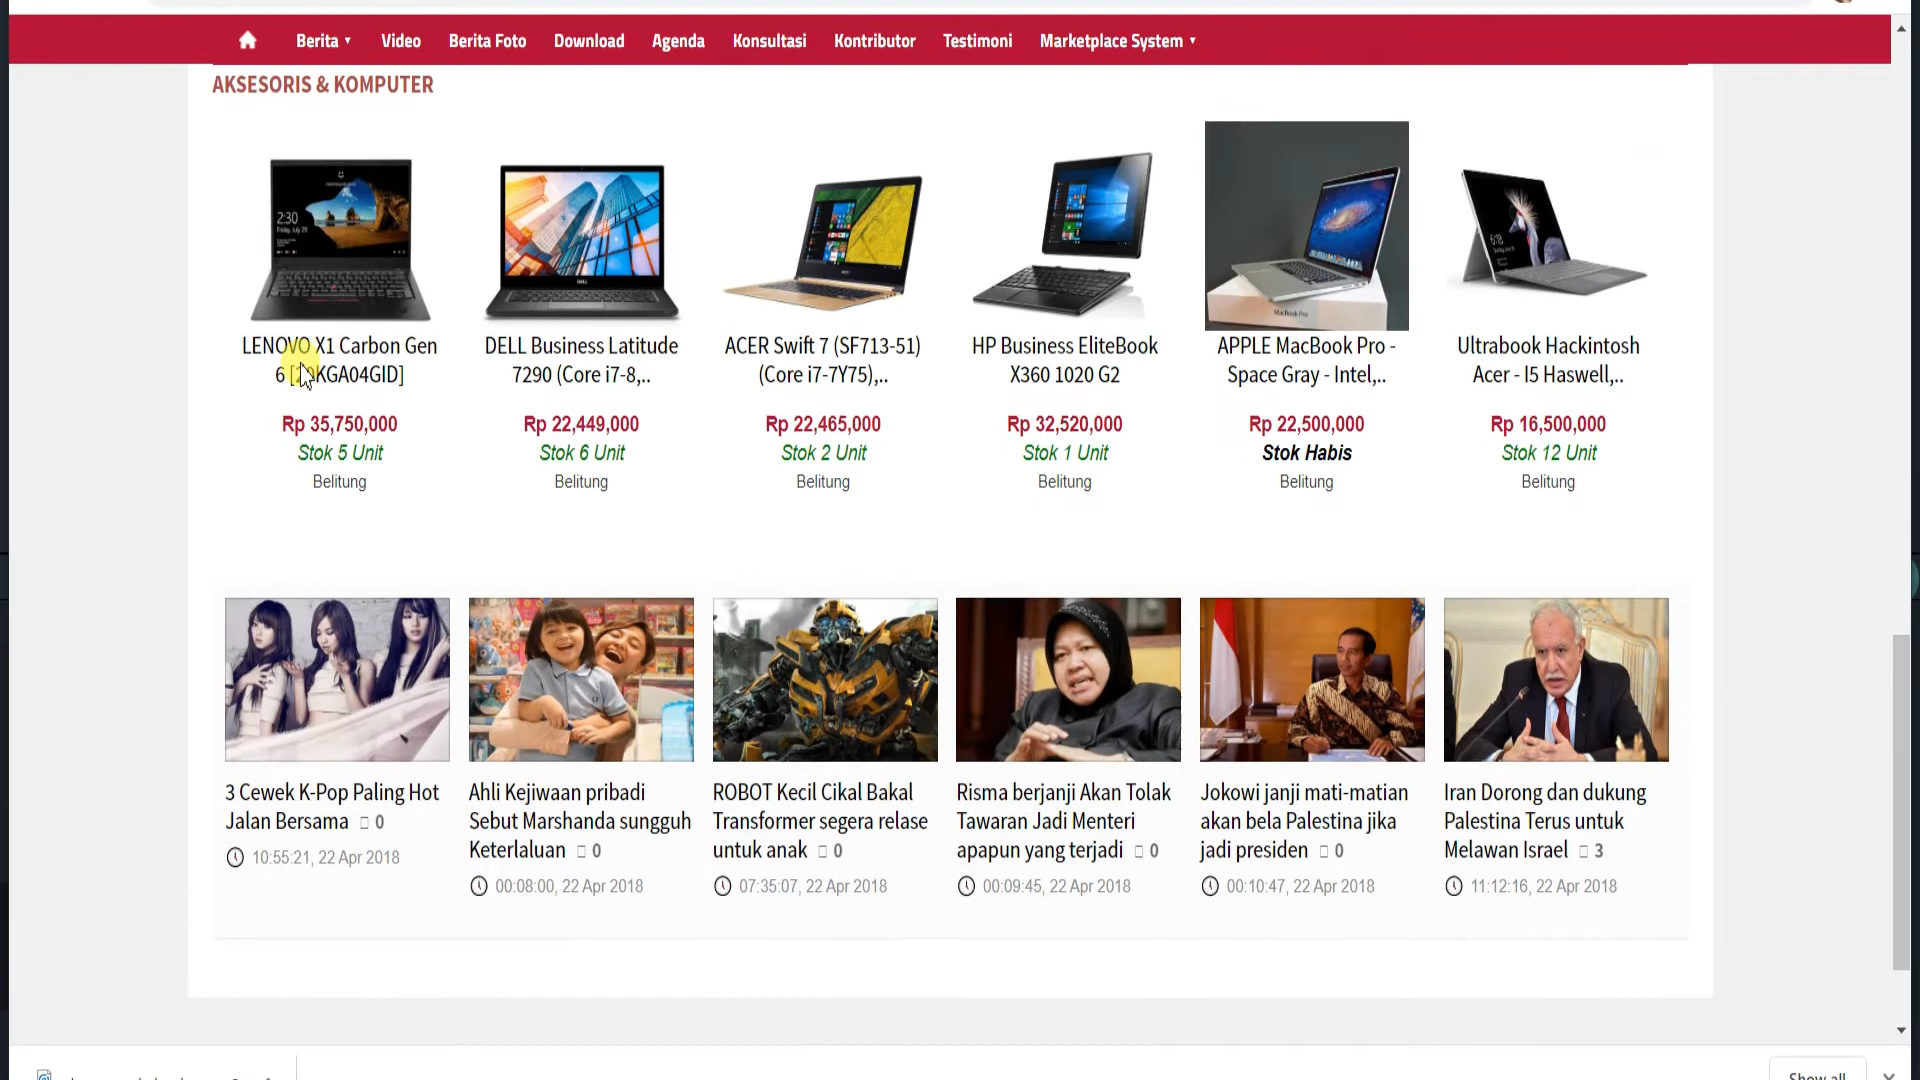 Berita Video Berita Foto Download Agenda Konsultasi Kontributor Testimoni Marketplace System
AKSESORIS & KOMPUTER
LENOVO X1 Carbon Gen
6 [20KGA04GID]
Rp 35,750,000
Stok 5 Unit
Belitung
DELL Business Latitude
7290 (Core i7-8,..
Rp 22,449,000
Stok 6 Unit
Belitung
ACER Swift 7 (SF713-51)
(Core i7-7Y75),..
Rp 22,465,000
Stok 2 Unit
Belitung
HP Business EliteBook
X360 1020 G2
Rp 32,520,000
Stok 1 Unit
Belitung
MacBook Pro
APPLE MacBook Pro -
Space Gray - Intel,..
Rp 22,500,000
Stok Habis
Belitung
Ultrabook Hackintosh
Acer - I5 Haswell,..
Rp 16,500,000
Stok 12 Unit
Belitung
3 Cewek K-Pop Paling Hot
Jalan Bersama 0
10:55:21, 22 Apr 2018
Ahli Kejiwaan pribadi
Sebut Marshanda sungguh
Keterlaluan 0
00:08:00, 22 Apr 2018
ROBOT Kecil Cikal Bakal
Transformer segera relase
untuk anak 0
07:35:07, 22 Apr 2018
Risma berjanji Akan Tolak
Tawaran Jadi Menteri
apapun yang terjadi 0
00:09:45, 22 Apr 2018
Jokowi janji mati-matian
akan bela Palestina jika
jadi presiden 0
00:10:47, 22 Apr 2018
Iran Dorong dan dukung
Palestina Terus untuk
Melawan Israel 3
11:12:16, 22 Apr 2018
Show all